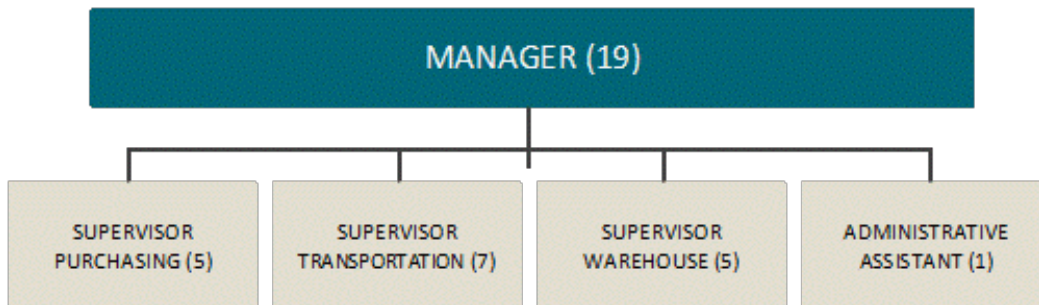 MANAGER (19)
SUPERVISOR
PURCHASING (5)
SUPERVISOR
TRANSPORTATION (7)
SUPERVISOR
WAREHOUSE (5)
ADMINISTRATIVE
ASSISTANT (1)